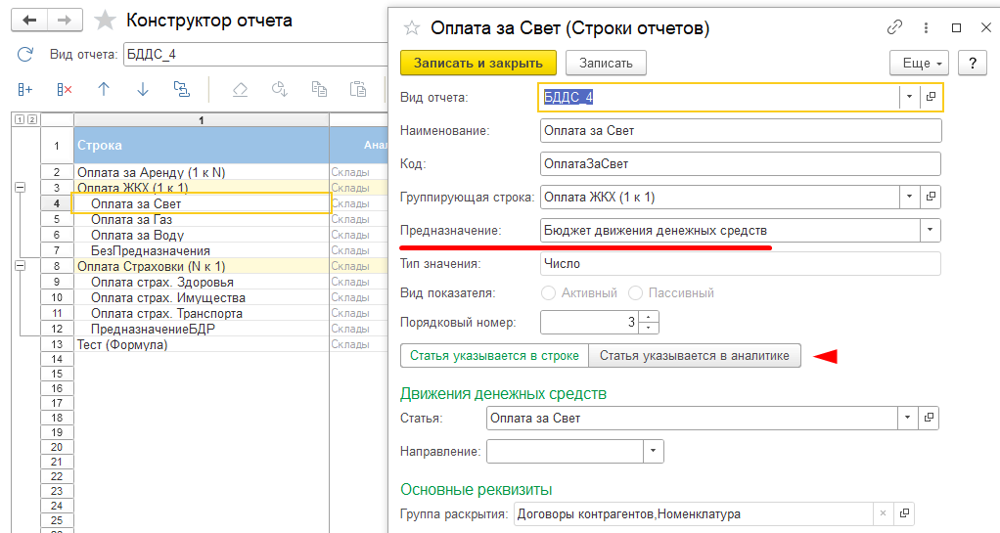 Конструктор отчета
Вид отчета: БДДС_4
1 2
1
1 Строка Ана
2 Оплата за Аренду (1 к N) Склады
3 Оплата ЖКХ (1 к 1) Склады
4 Оплата за Свет Склады
5 Оплата за Газ Склады
6 Оплата за Воду Склады
7 БезПредназначения Склады
8 Оплата Страховки (N к 1) Склады
9 Оплата страх. Здоровья Склады
10 Оплата страх. Имущества Склады
11 Оплата страх. Транспорта Склады
12 ПредназначениеБДР Склады
13 Тест (Формула) Склады
14
15
16
17
18
19
20
21
22
23
24
25
Оплата за Свет (Строки отчетов)
Записать и закрыть Записать Еще ?
Вид отчета: БДДС_4
Наименование: Оплата за Свет
Код: ОплатаЗаСвет
Группирующая строка: Оплата ЖКХ (1 к 1)
Предназначение: Бюджет движения денежных средств
Тип значения: Число
Вид показателя: Активный Пассивный
Порядковый номер: 3
Статья указывается в строке Статья указывается в аналитике
Движения денежных средств
Статья: Оплата за Свет
Направление:
Основные реквизиты
Группа раскрытия: Договоры контрагентов,Номенклатура